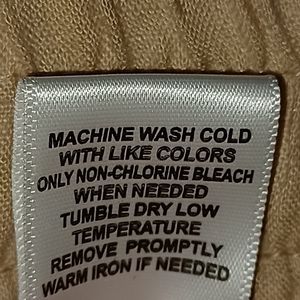 MACHINE WASH COLD
WITH LIKE COLORS
ONLY NON-CHLORINE BLEACH
WHEN NEEDED
TUMBLE DRY LOW
TEMPERATURE
REMOVE PROMPTLY
WARM IRON IF NEEDED